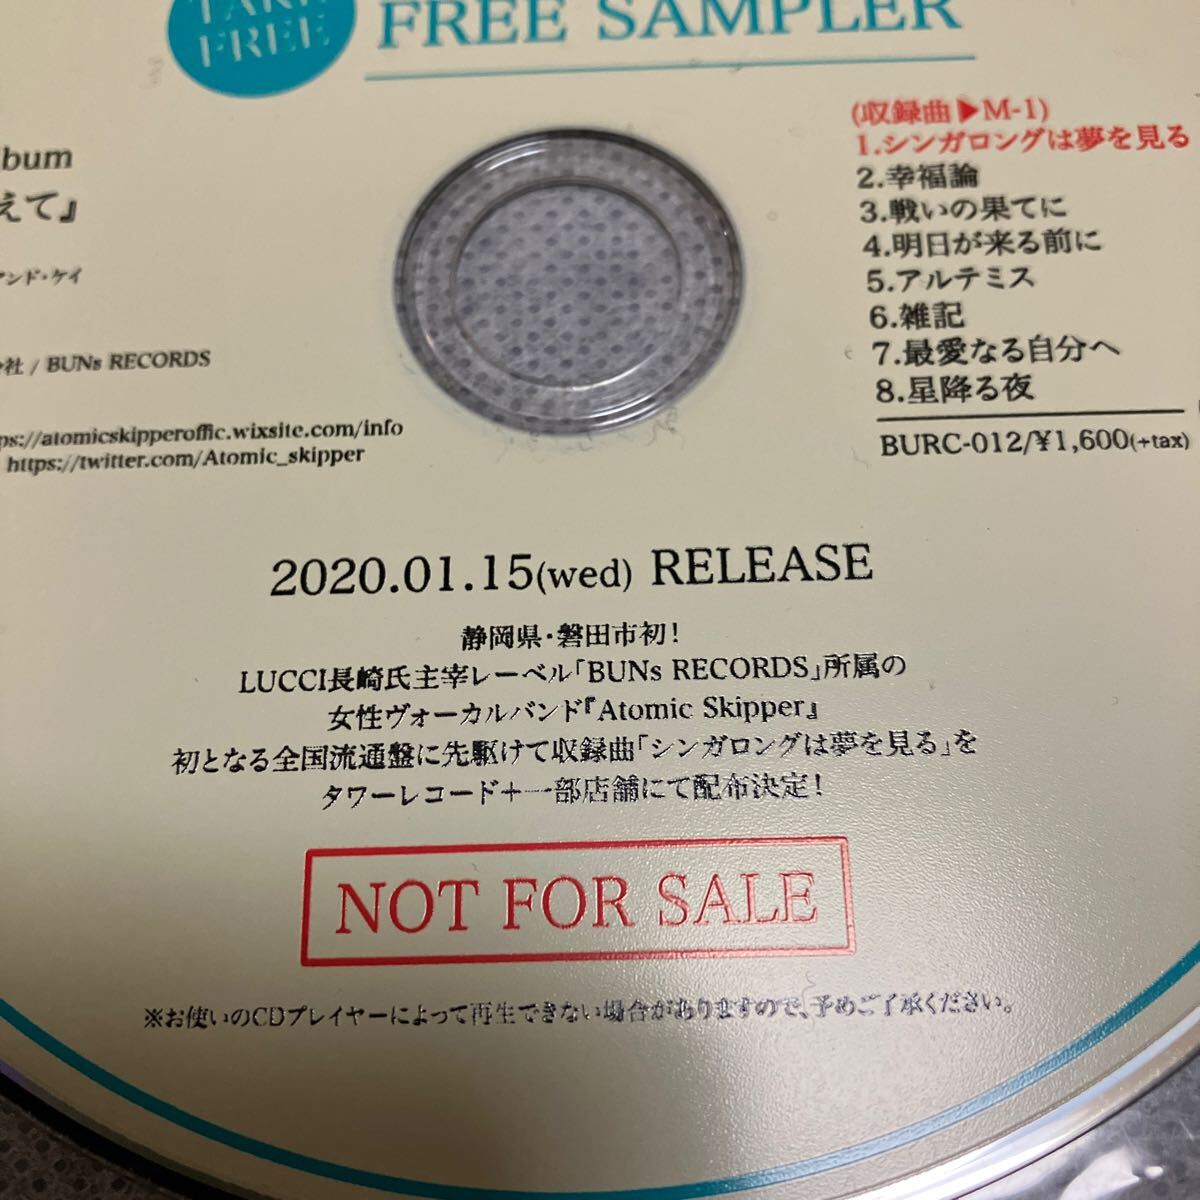 TAKE
FREE
FREE SAMPLER
lbum
えて』
アンド・ケイ
社 / BUNs RECORDS
ps://atomicskipperoffic.wixsite.com/info
https://twitter.com/Atomic_skipper
(収録曲▶M-1)
1.シンガロングは夢を見る
2.幸福論
3.戦いの果てに
4.明日が来る前に
5.アルテミス
6.雑記
7.最愛なる自分へ
8.星降る夜
BURC-012/¥1,600(+tax)
2020.01.15(wed) RELEASE
静岡県・磐田市初!
LUCCI長崎氏主宰レーベル「BUNs RECORDS」所属の
女性ヴォーカルバンド『Atomic Skipper』
初となる全国流通盤に先駆けて収録曲「シンガロングは夢を見る」を
タワーレコード+一部店舗にて配布決定!
NOT FOR SALE
※お使いのCDプレイヤーによって再生できない場合がありますので、予めご了承ください。